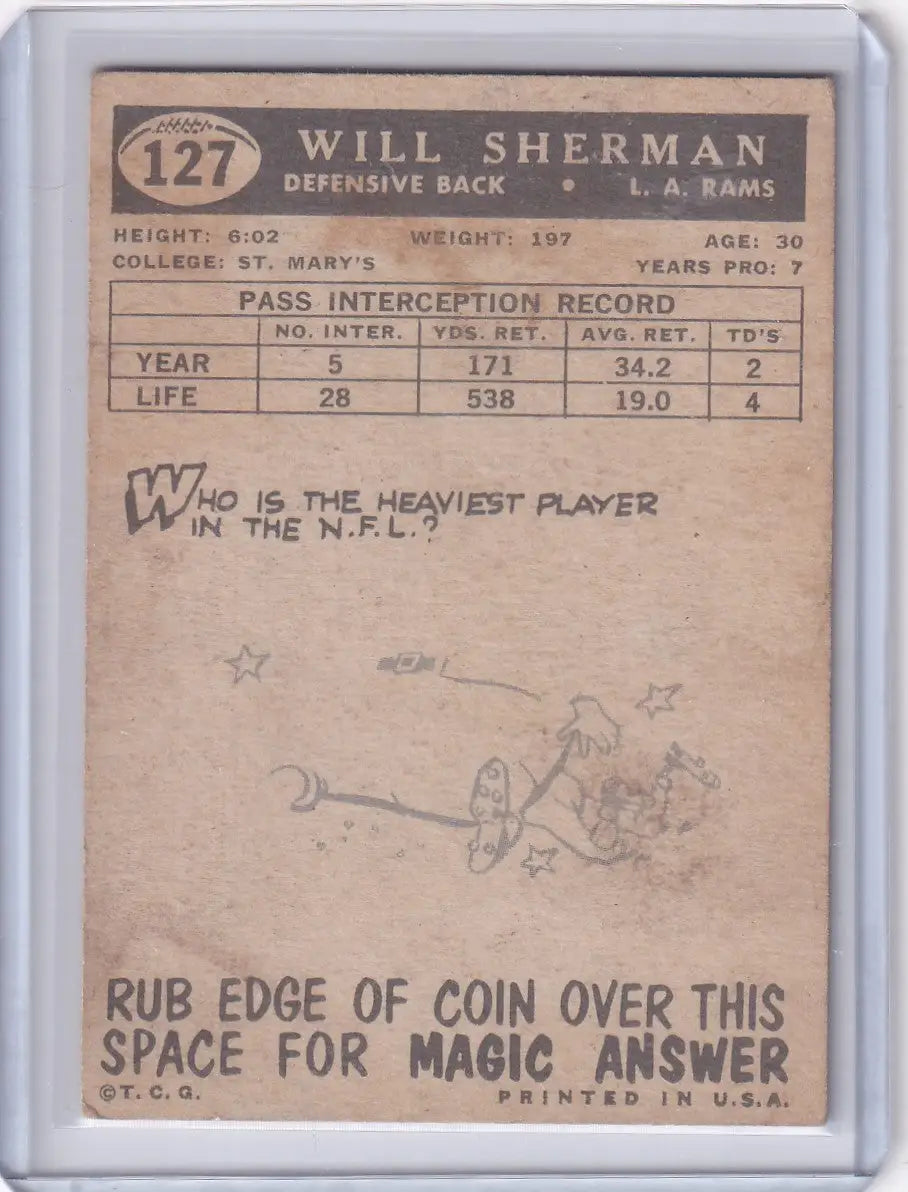 127
WILL SHERMAN
DEFENSIVE BACK • L. A. RAMS
HEIGHT: 6:02 WEIGHT: 197 AGE: 30
COLLEGE: ST. MARY'S YEARS PRO: 7
PASS INTERCEPTION RECORD
NO. INTER. YDS. RET. AVG. RET. TD'S
YEAR 5 171 34.2 2
LIFE 28 538 19.0 4
WHO IS THE HEAVIEST PLAYER
IN THE N.F.L.?
RUB EDGE OF COIN OVER THIS
SPACE FOR MAGIC ANSWER
©T. C. G. PRINTED IN U.S.A.